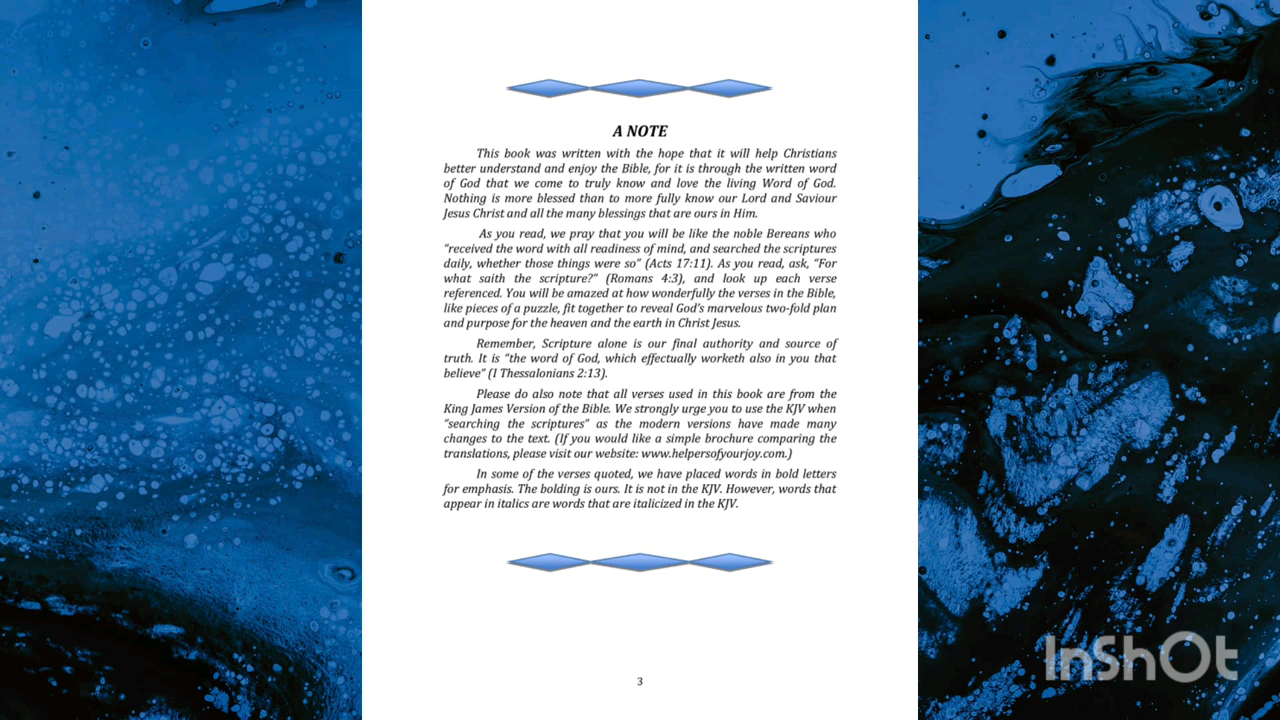 A NOTE
This book was written with the hope that it will help Christians
better understand and enjoy the Bible, for it is through the written word
of God that we come to truly know and love the living Word of God.
Nothing is more blessed than to more fully know our Lord and Saviour
Jesus Christ and all the many blessings that are ours in Him.
As you read, we pray that you will be like the noble Bereans who
“received the word with all readiness of mind, and searched the scriptures
daily, whether those things were so” (Acts 17:11). As you read, ask, “For
what saith the scripture?” (Romans 4:3), and look up each verse
referenced. You will be amazed at how wonderfully the verses in the Bible,
like pieces of a puzzle, fit together to reveal God’s marvelous two-fold plan
and purpose for the heaven and the earth in Christ Jesus.
Remember, Scripture alone is our final authority and source of
truth. It is “the word of God, which effectually worketh also in you that
believe” (I Thessalonians 2:13).
Please do also note that all verses used in this book are from the
King James Version of the Bible. We strongly urge you to use the KJV when
“searching the scriptures” as the modern versions have made many
changes to the text. (If you would like a simple brochure comparing the
translations, please visit our website: www.helpersofyourjoy.com.)
In some of the verses quoted, we have placed words in bold letters
for emphasis. The bolding is ours. It is not in the KJV. However, words that
appear in italics are words that are italicized in the KJV.
3
InShOt